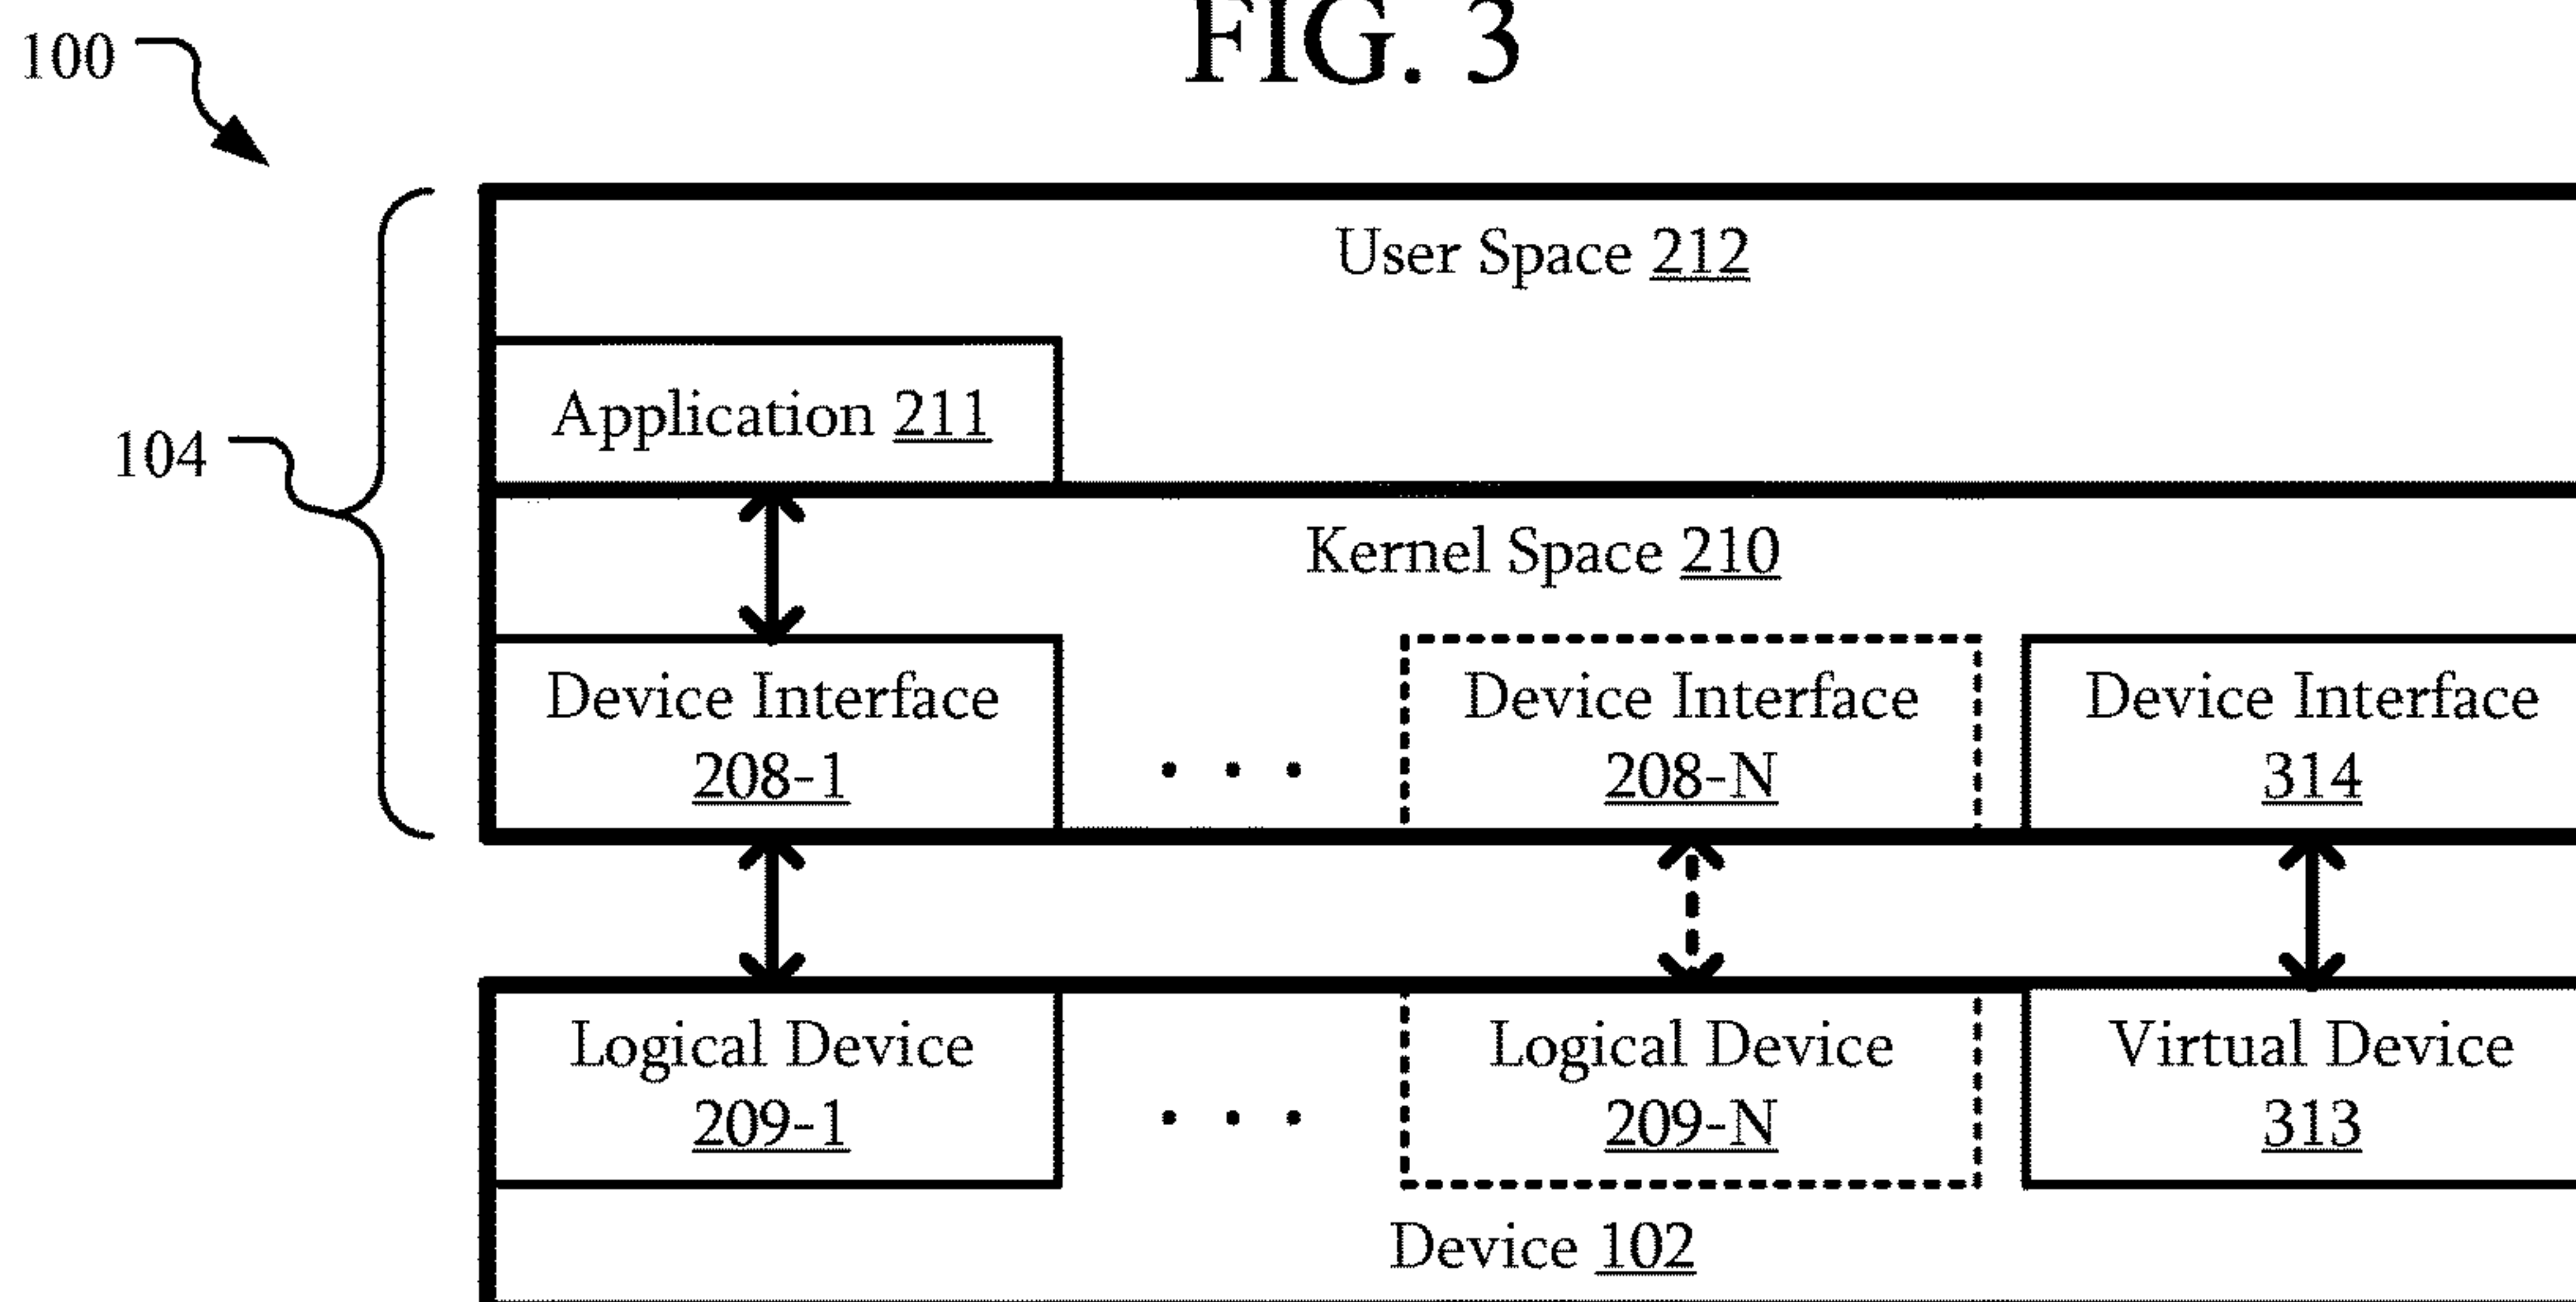 FIG. 3
100
User Space 212
Application 211
104
Kernel Space 210
Device Interface
208-1
. . .
Device Interface
208-N
Device Interface
314
Logical Device
209-1
. . .
Logical Device
209-N
Virtual Device
313
Device 102